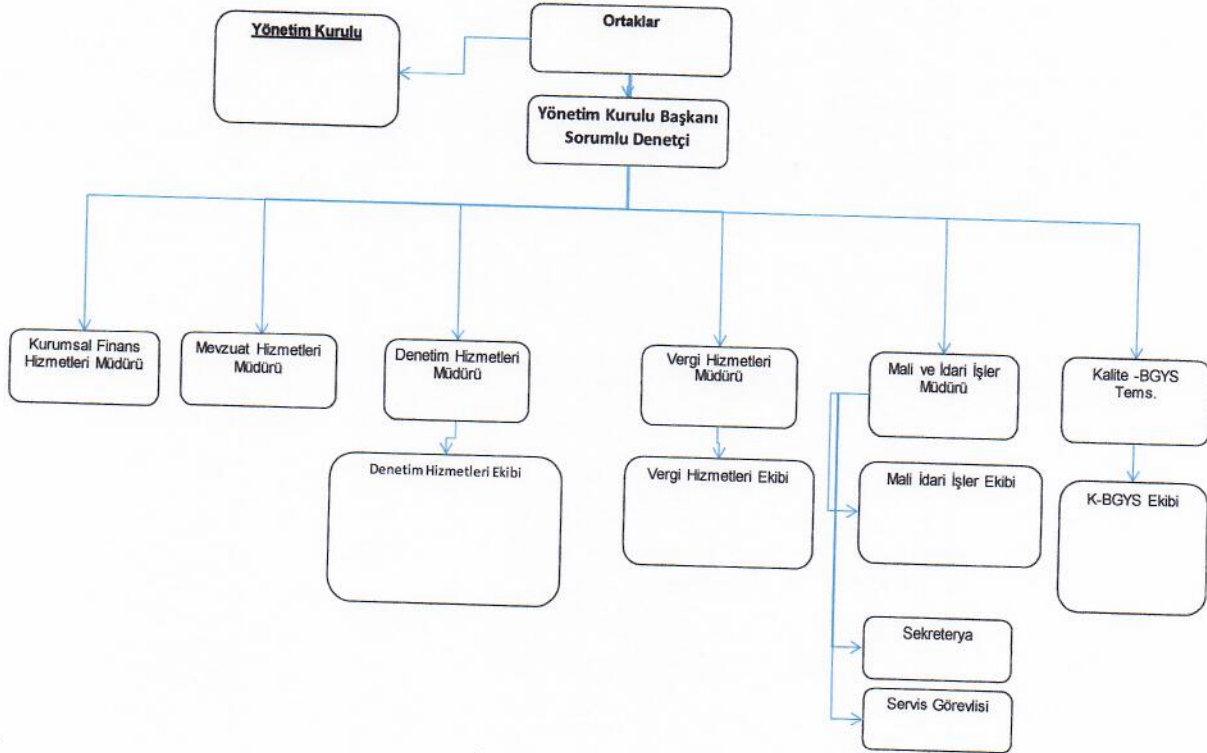 Yönetim Kurulu
Ortaklar
Yönetim Kurulu Başkanı
Sorumlu Denetçi
Kurumsal Finans
Hizmetleri Müdürü
Mevzuat Hizmetleri
Müdürü
Denetim Hizmetleri
Müdürü
Vergi Hizmetleri
Müdürü
Mali ve İdari İşler
Müdürü
Kalite -BGYS
Tems.
Denetim Hizmetleri Ekibi
Vergi Hizmetleri Ekibi
Mali İdari İşler Ekibi
K-BGYS Ekibi
Sekreterya
Servis Görevlisi